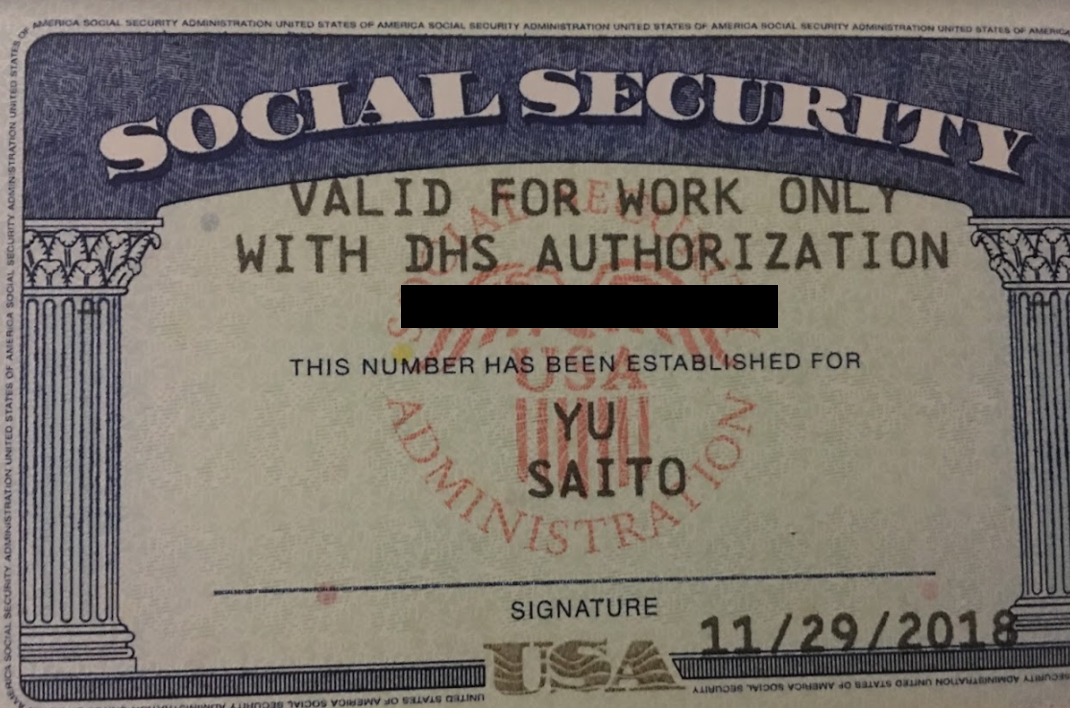 AMERICA SOCIAL SECURITY ADMINISTRATION UNITED STATES OF AMERICA SOCIAL SECURITY ADMINISTRATION UNITED STATES OF AMERICA SOCIAL SECURITY ADMINISTRATION UNITED STATES OF AMERICA
SOCIAL SECURITY
VALID FOR WORK ONLY
WITH DHS AUTHORIZATION
THIS NUMBER HAS BEEN ESTABLISHED FOR
YU
SAITO
SOCIAL SECURITY
USA
ADMINISTRATION
SIGNATURE
11/29/2018
USA